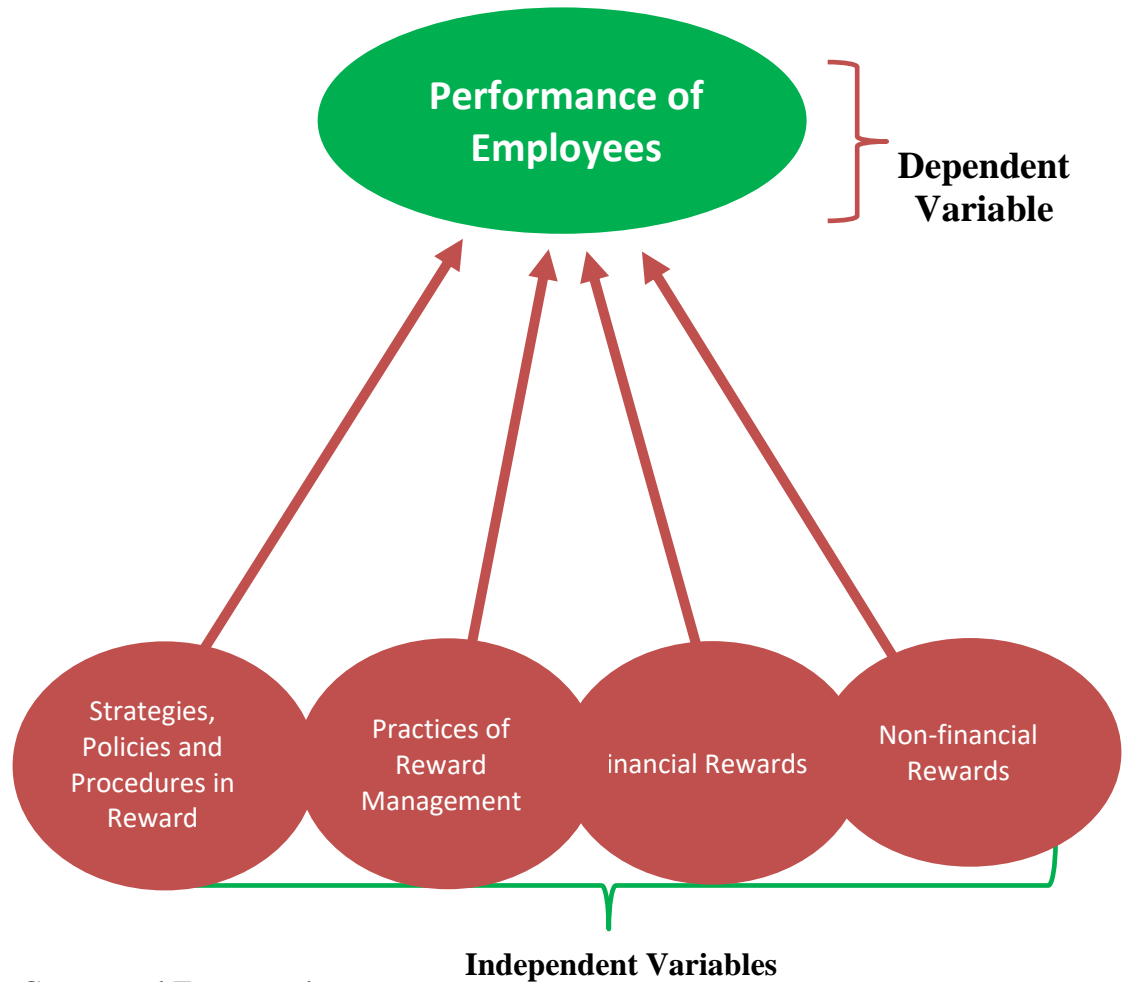 Performance of
Employees
Dependent
Variable
Strategies,
Policies and
Procedures in
Reward
Practices of
Reward
Management
inancial Rewards
Non-financial
Rewards
Independent Variables